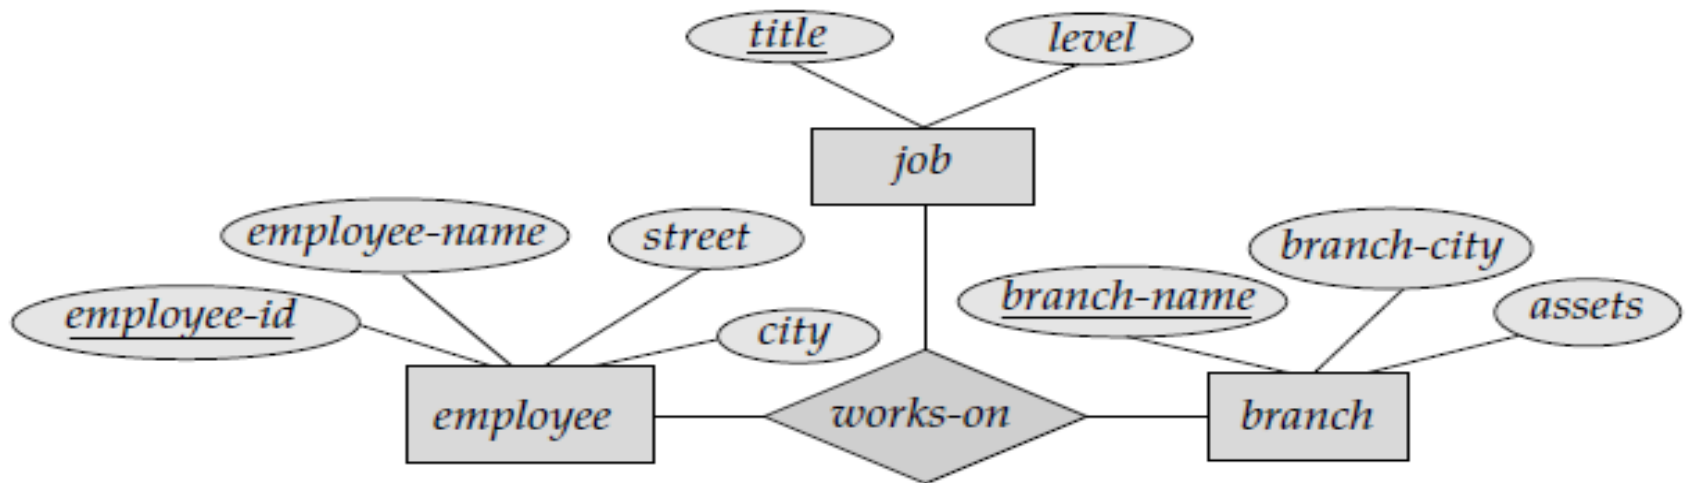 title
level
job
employee-name
street
branch-city
employee-id
branch-name
assets
city
employee
works-on
branch